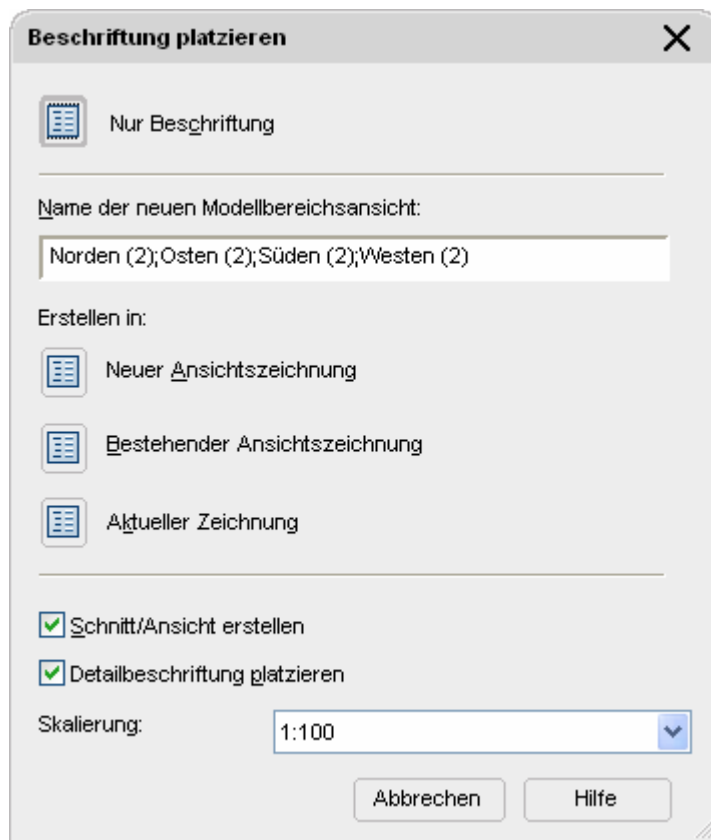 Beschriftung platzieren
Nur Beschriftung
Name der neuen Modellbereichsansicht:
Norden (2);Osten (2);Süden (2);Westen (2)
Erstellen in:
Neuer Ansichtszeichnung
Bestehender Ansichtszeichnung
Aktueller Zeichnung
Schnitt/Ansicht erstellen
Detailbeschriftung platzieren
Skalierung: 1:100
Abbrechen Hilfe